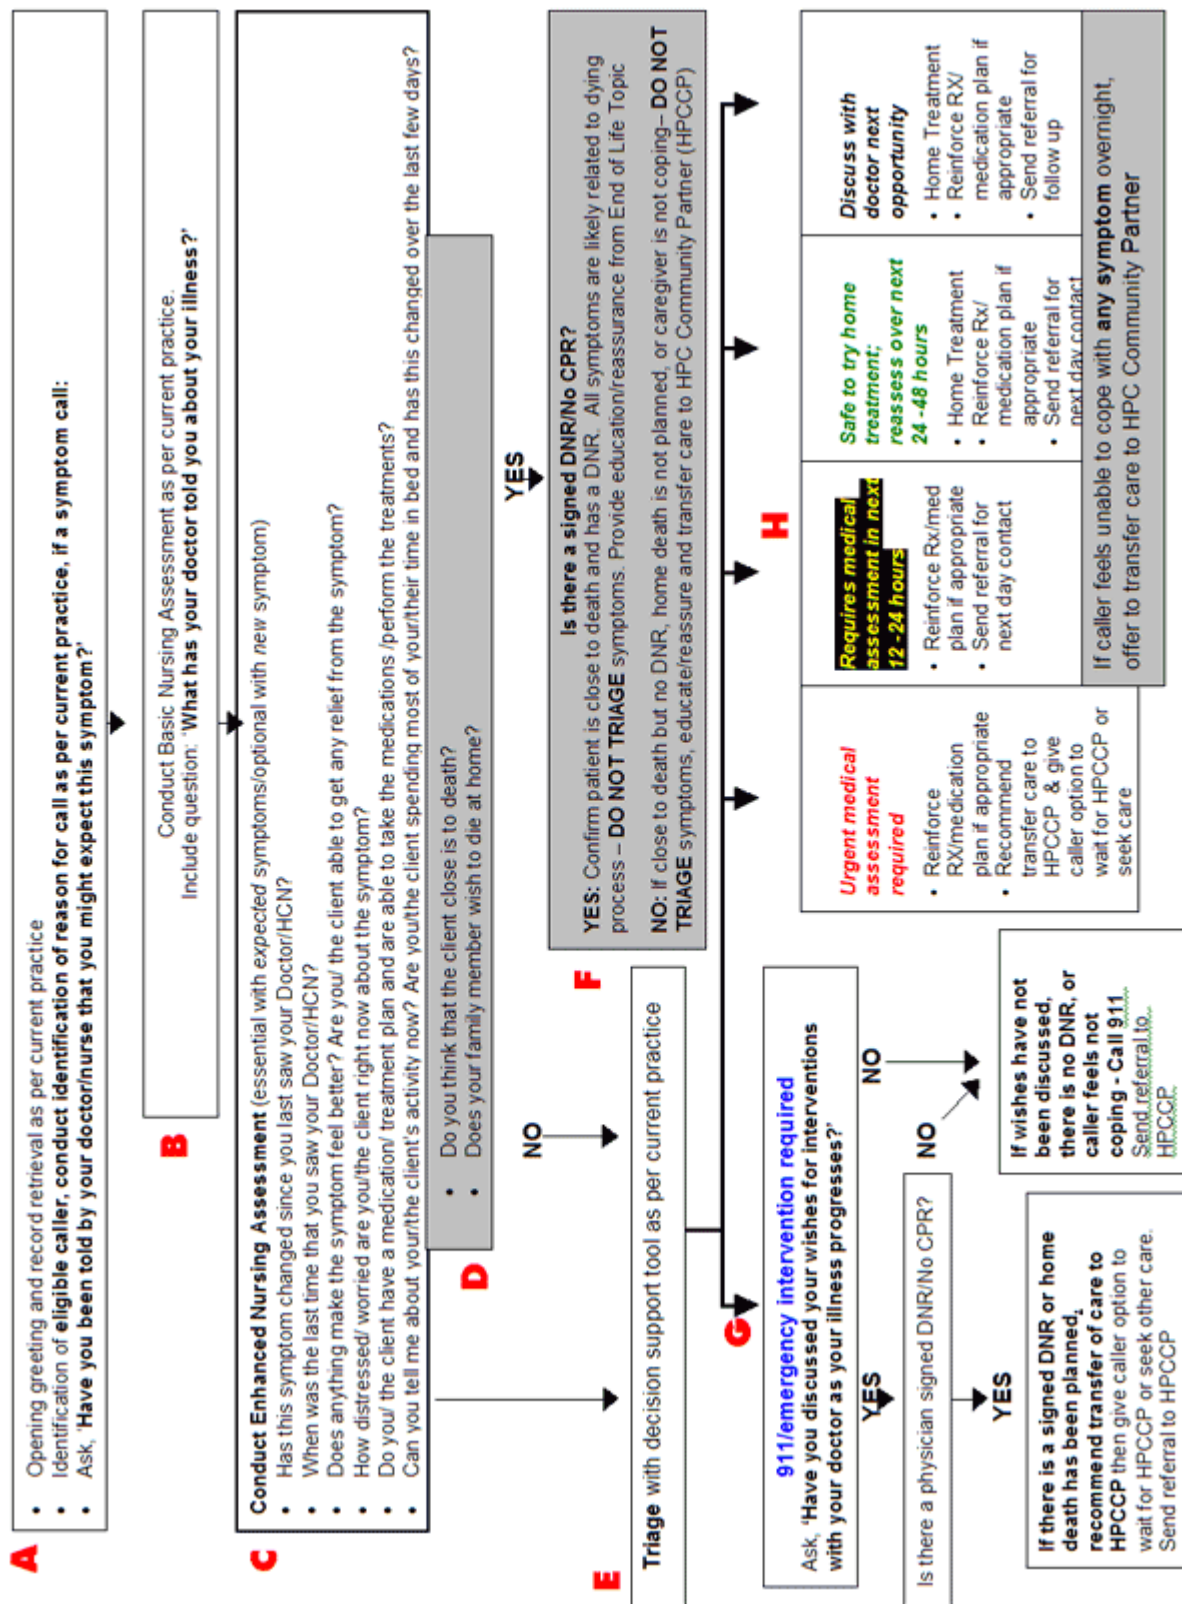 A
• Opening greeting and record retrieval as per current practice
• Identification of eligible caller, conduct identification of reason for call as per current practice, if a symptom call:
• Ask, 'Have you been told by your doctor/nurse that you might expect this symptom?'
B
Conduct Basic Nursing Assessment as per current practice.
Include question: 'What has your doctor told you about your illness?'
C
Conduct Enhanced Nursing Assessment (essential with expected symptoms/optional with new symptom)
• Has this symptom changed since you last saw your Doctor/HCN?
• When was the last time that you saw your Doctor/HCN?
• Does anything make the symptom feel better? Are you/ the client able to get any relief from the symptom?
• How distressed/ worried are you/the client right now about the symptom?
• Do you/ the client have a medication/ treatment plan and are able to take the medications /perform the treatments?
• Can you tell me about your/the client's activity now? Are you/the client spending most of your/their time in bed and has this changed over the last few days?
D
• Do you think that the client close is to death?
• Does your family member wish to die at home?
NO
YES
E
Triage with decision support tool as per current practice
F
Is there a signed DNR/No CPR?
YES: Confirm patient is close to death and has a DNR. All symptoms are likely related to dying
process – DO NOT TRIAGE symptoms. Provide education/reassurance from End of Life Topic
NO: If close to death but no DNR, home death is not planned, or caregiver is not coping– DO NOT
TRIAGE symptoms, educate/reassure and transfer care to HPC Community Partner (HPCCP)
G
911/emergency intervention required
Ask, 'Have you discussed your wishes for interventions
with your doctor as your illness progresses?'
YES
NO
Is there a physician signed DNR/No CPR?
NO
YES
If there is a signed DNR or home
death has been planned,
recommend transfer of care to
HPCCP then give caller option to
wait for HPCCP or seek other care.
Send referral to HPCCP
If wishes have not
been discussed,
there is no DNR, or
caller feels not
coping - Call 911.
Send referral to
HPCCP
H
Urgent medical
assessment
required
• Reinforce
RX/medication
plan if appropriate
• Recommend
transfer care to
HPCCP & give
caller option to
wait for HPCCP or
seek care
Requires medical
assessment in next
12 -24 hours
• Reinforce Rx/med
plan if appropriate
• Send referral for
next day contact
Safe to try home
treatment;
reassess over next
24 -48 hours
• Home Treatment
• Reinforce Rx/
medication plan if
appropriate
• Send referral for
next day contact
Discuss with
doctor next
opportunity
• Home Treatment
• Reinforce RX/
medication plan if
appropriate
• Send referral for
follow up
If caller feels unable to cope with any symptom overnight,
offer to transfer care to HPC Community Partner